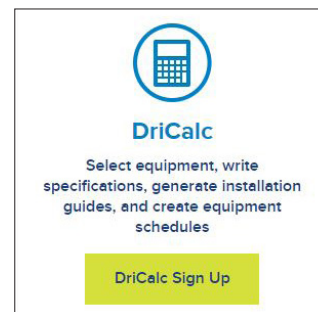 DriCalc
Select equipment, write
specifications, generate installation
guides, and create equipment
schedules
DriCalc Sign Up